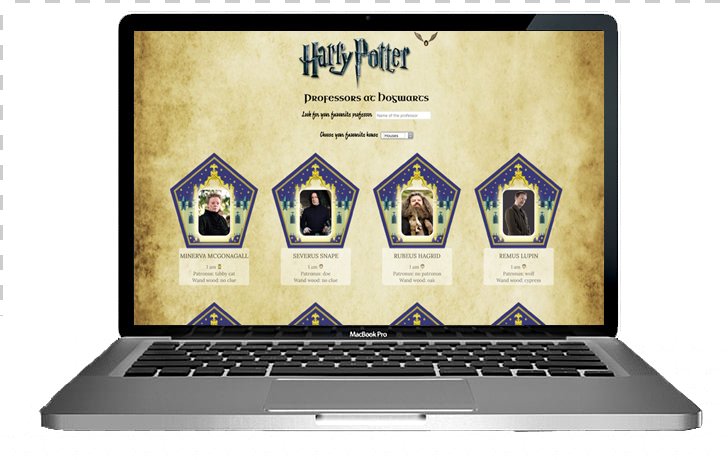 Harry Potter
Professors at Hogwarts
Look for your favourite professor Name of the professor
Choose your favourite house Houses
MINERVA MCGONAGALL
I am
Patronus: tabby cat
Wand wood: no clue
SEVERUS SNAPE
I am
Patronus: doe
Wand wood: no clue
RUBEUS HAGRID
I am
Patronus: no patronus
Wand wood: oak
REMUS LUPIN
I am
Patronus: wolf
Wand wood: cypress
MacBook Pro